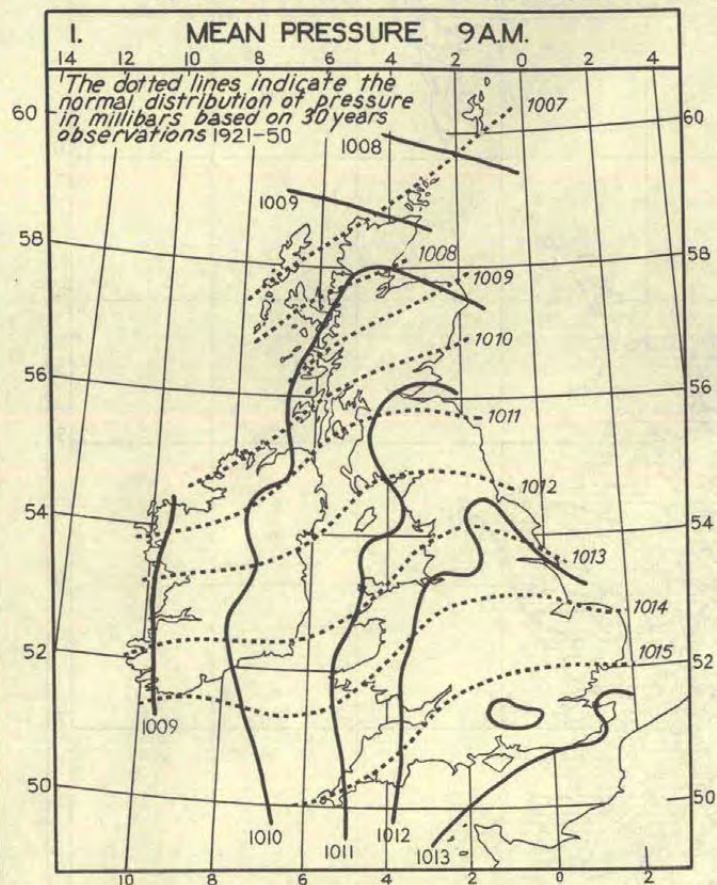 1. MEAN PRESSURE 9 A.M.
14 12 10 8 6 4 2 0 2 4
The dotted lines indicate the
normal distribution of pressure
in millibars based on 30 years
observations 1921-50
1007
60 60
1008
1009
58 58
1008
1009
1010
56 56
1011
1012
54 54
1013
1014
52 52
1015
1009
50 50
1010 1011 1012 1013
10 8 6 4 2 0 2